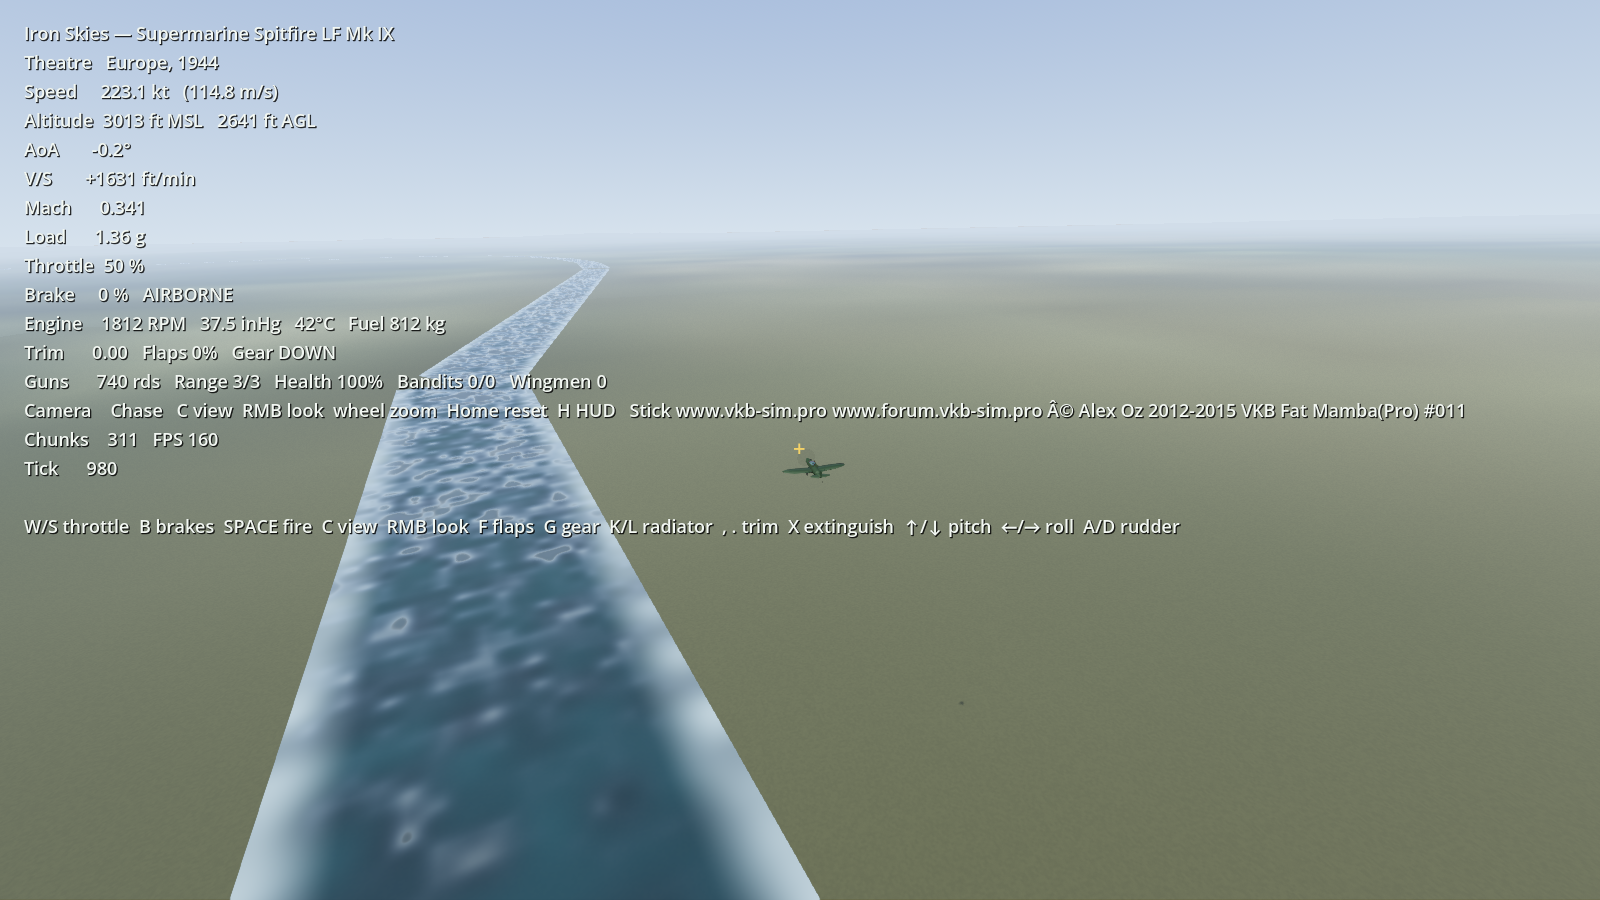 Iron Skies — Supermarine Spitfire LF Mk IX
Theatre Europe, 1944
Speed 223.1 kt (114.8 m/s)
Altitude 3013 ft MSL 2641 ft AGL
AoA -0.2°
V/S +1631 ft/min
Mach 0.341
Load 1.36 g
Throttle 50 %
Brake 0 % AIRBORNE
Engine 1812 RPM 37.5 inHg 42°C Fuel 812 kg
Trim 0.00 Flaps 0% Gear DOWN
Guns 740 rds Range 3/3 Health 100% Bandits 0/0 Wingmen 0
Camera Chase C view RMB look wheel zoom Home reset H HUD Stick www.vkb-sim.pro www.forum.vkb-sim.pro Â© Alex Oz 2012-2015 VKB Fat Mamba(Pro) #011
Chunks 311 FPS 160
Tick 980
W/S throttle B brakes SPACE fire C view RMB look F flaps G gear K/L radiator , . trim X extinguish ↑/↓ pitch ←/→ roll A/D rudder